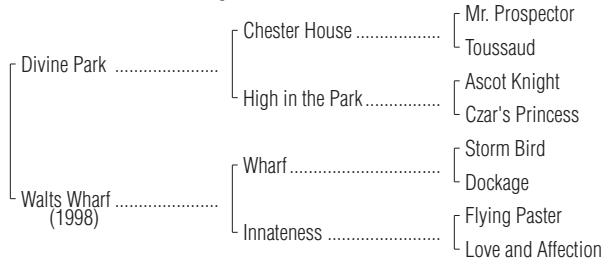 Mr. Prospector
Chester House ..................
Toussaud
Divine Park ......................
Ascot Knight
High in the Park................
Czar's Princess
Storm Bird
Wharf................................
Dockage
Walts Wharf ......................
(1998)
Flying Paster
Innateness ........................
Love and Affection